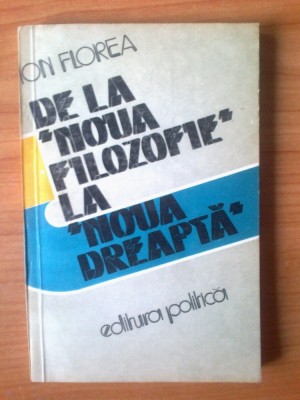 ION FLOREA
DE LA
"NOUA
FILOZOFIE"
LA
"NOUA
DREAPTĂ"
editura politică